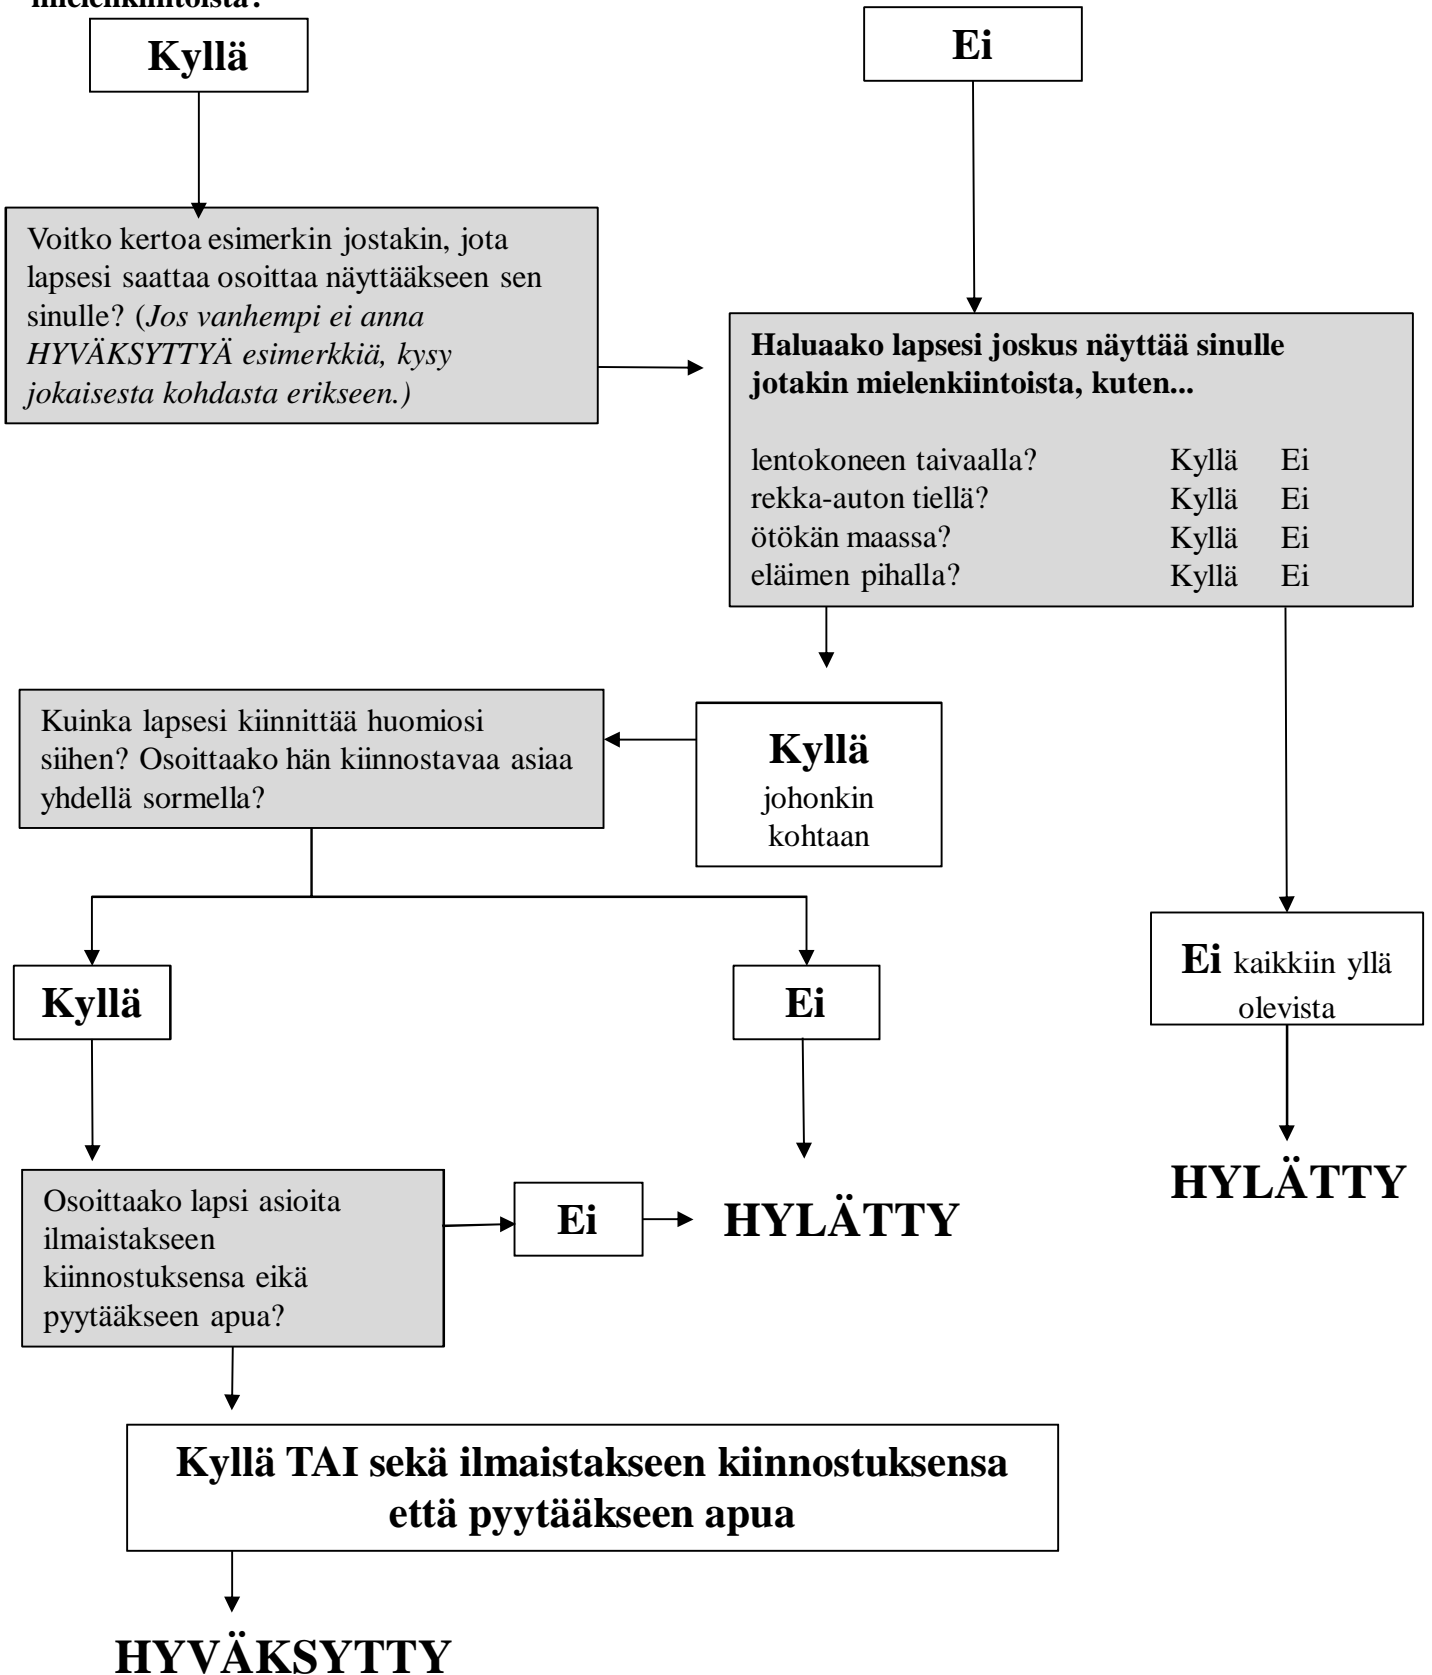 mielenkiintoista?
Kyllä
Ei
Voitko kertoa esimerkin jostakin, jota
lapsesi saattaa osoittaa näyttääkseen sen
sinulle? (Jos vanhempi ei anna
HYVÄKSYTTYÄ esimerkkiä, kysy
jokaisesta kohdasta erikseen.)
Haluaako lapsesi joskus näyttää sinulle
jotakin mielenkiintoista, kuten...
lentokoneen taivaalla? Kyllä Ei
rekka-auton tiellä? Kyllä Ei
ötökän maassa? Kyllä Ei
eläimen pihalla? Kyllä Ei
Kuinka lapsesi kiinnittää huomiosi
siihen? Osoittaako hän kiinnostavaa asiaa
yhdellä sormella?
Kyllä
johonkin
kohtaan
Ei kaikkiin yllä
olevista
HYLÄTTY
Kyllä
Ei
Osoittaako lapsi asioita
ilmaistakseen
kiinnostuksensa eikä
pyytääkseen apua?
Ei
HYLÄTTY
Kyllä TAI sekä ilmaistakseen kiinnostuksensa
että pyytääkseen apua
HYVÄKSYTTY